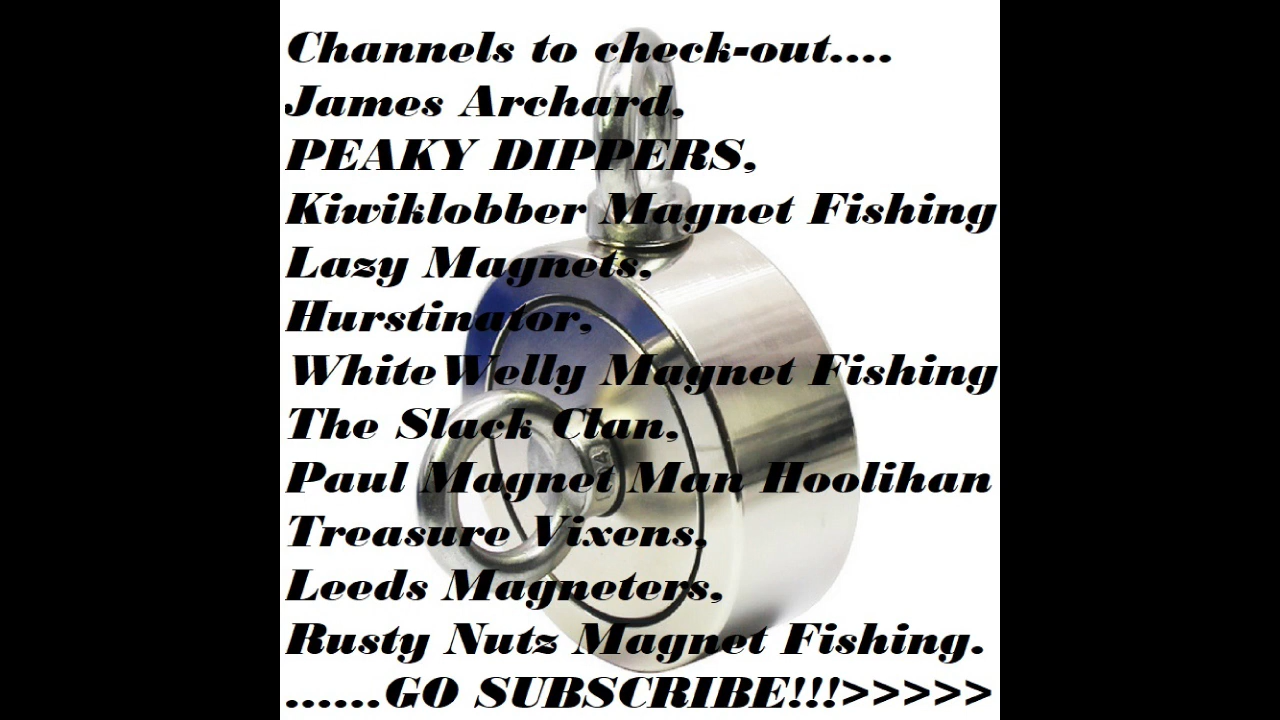 Channels to check-out....
James Archard,
PEAKY DIPPERS,
Kiwiklobber Magnet Fishing
Lazy Magnets,
Hurstinator,
WhiteWelly Magnet Fishing
The Slack Clan,
Paul Magnet Man Hoolihan
Treasure Vixens,
Leeds Magneters,
Rusty Nutz Magnet Fishing.
......GO SUBSCRIBE!!!>>>>>